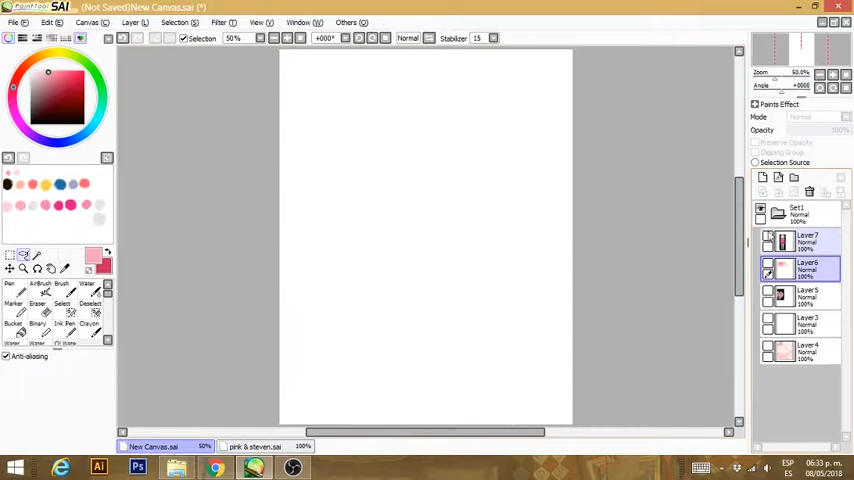 PaintTool SAI (Not Saved)New Canvas.sai (*)
File (F) Edit (E) Canvas (C) Layer (L) Selection (S) Filter (T) View (V) Window (W) Others (O)
Selection 50% +000° Normal Stabilizer 15
Zoom 50.0%
Angle +000ß
Paints Effect
Mode Normal
Opacity 100%
Preserve Opacity
Clipping Group
Selection Source
Set1
Normal
100%
Layer7
Normal
100%
Layer6
Normal
100%
Layer5
Normal
100%
Layer3
Normal
100%
Layer4
Normal
100%
Pen AirBrush Brush Water
Marker Eraser Select Deselect
Bucket Binary Ink Pen Crayon
Water Water
Anti-aliasing
New Canvas.sai 50% pink & steven.sai 100%
Ai Ps
ESP 06:33 p. m.
ES 08/05/2018